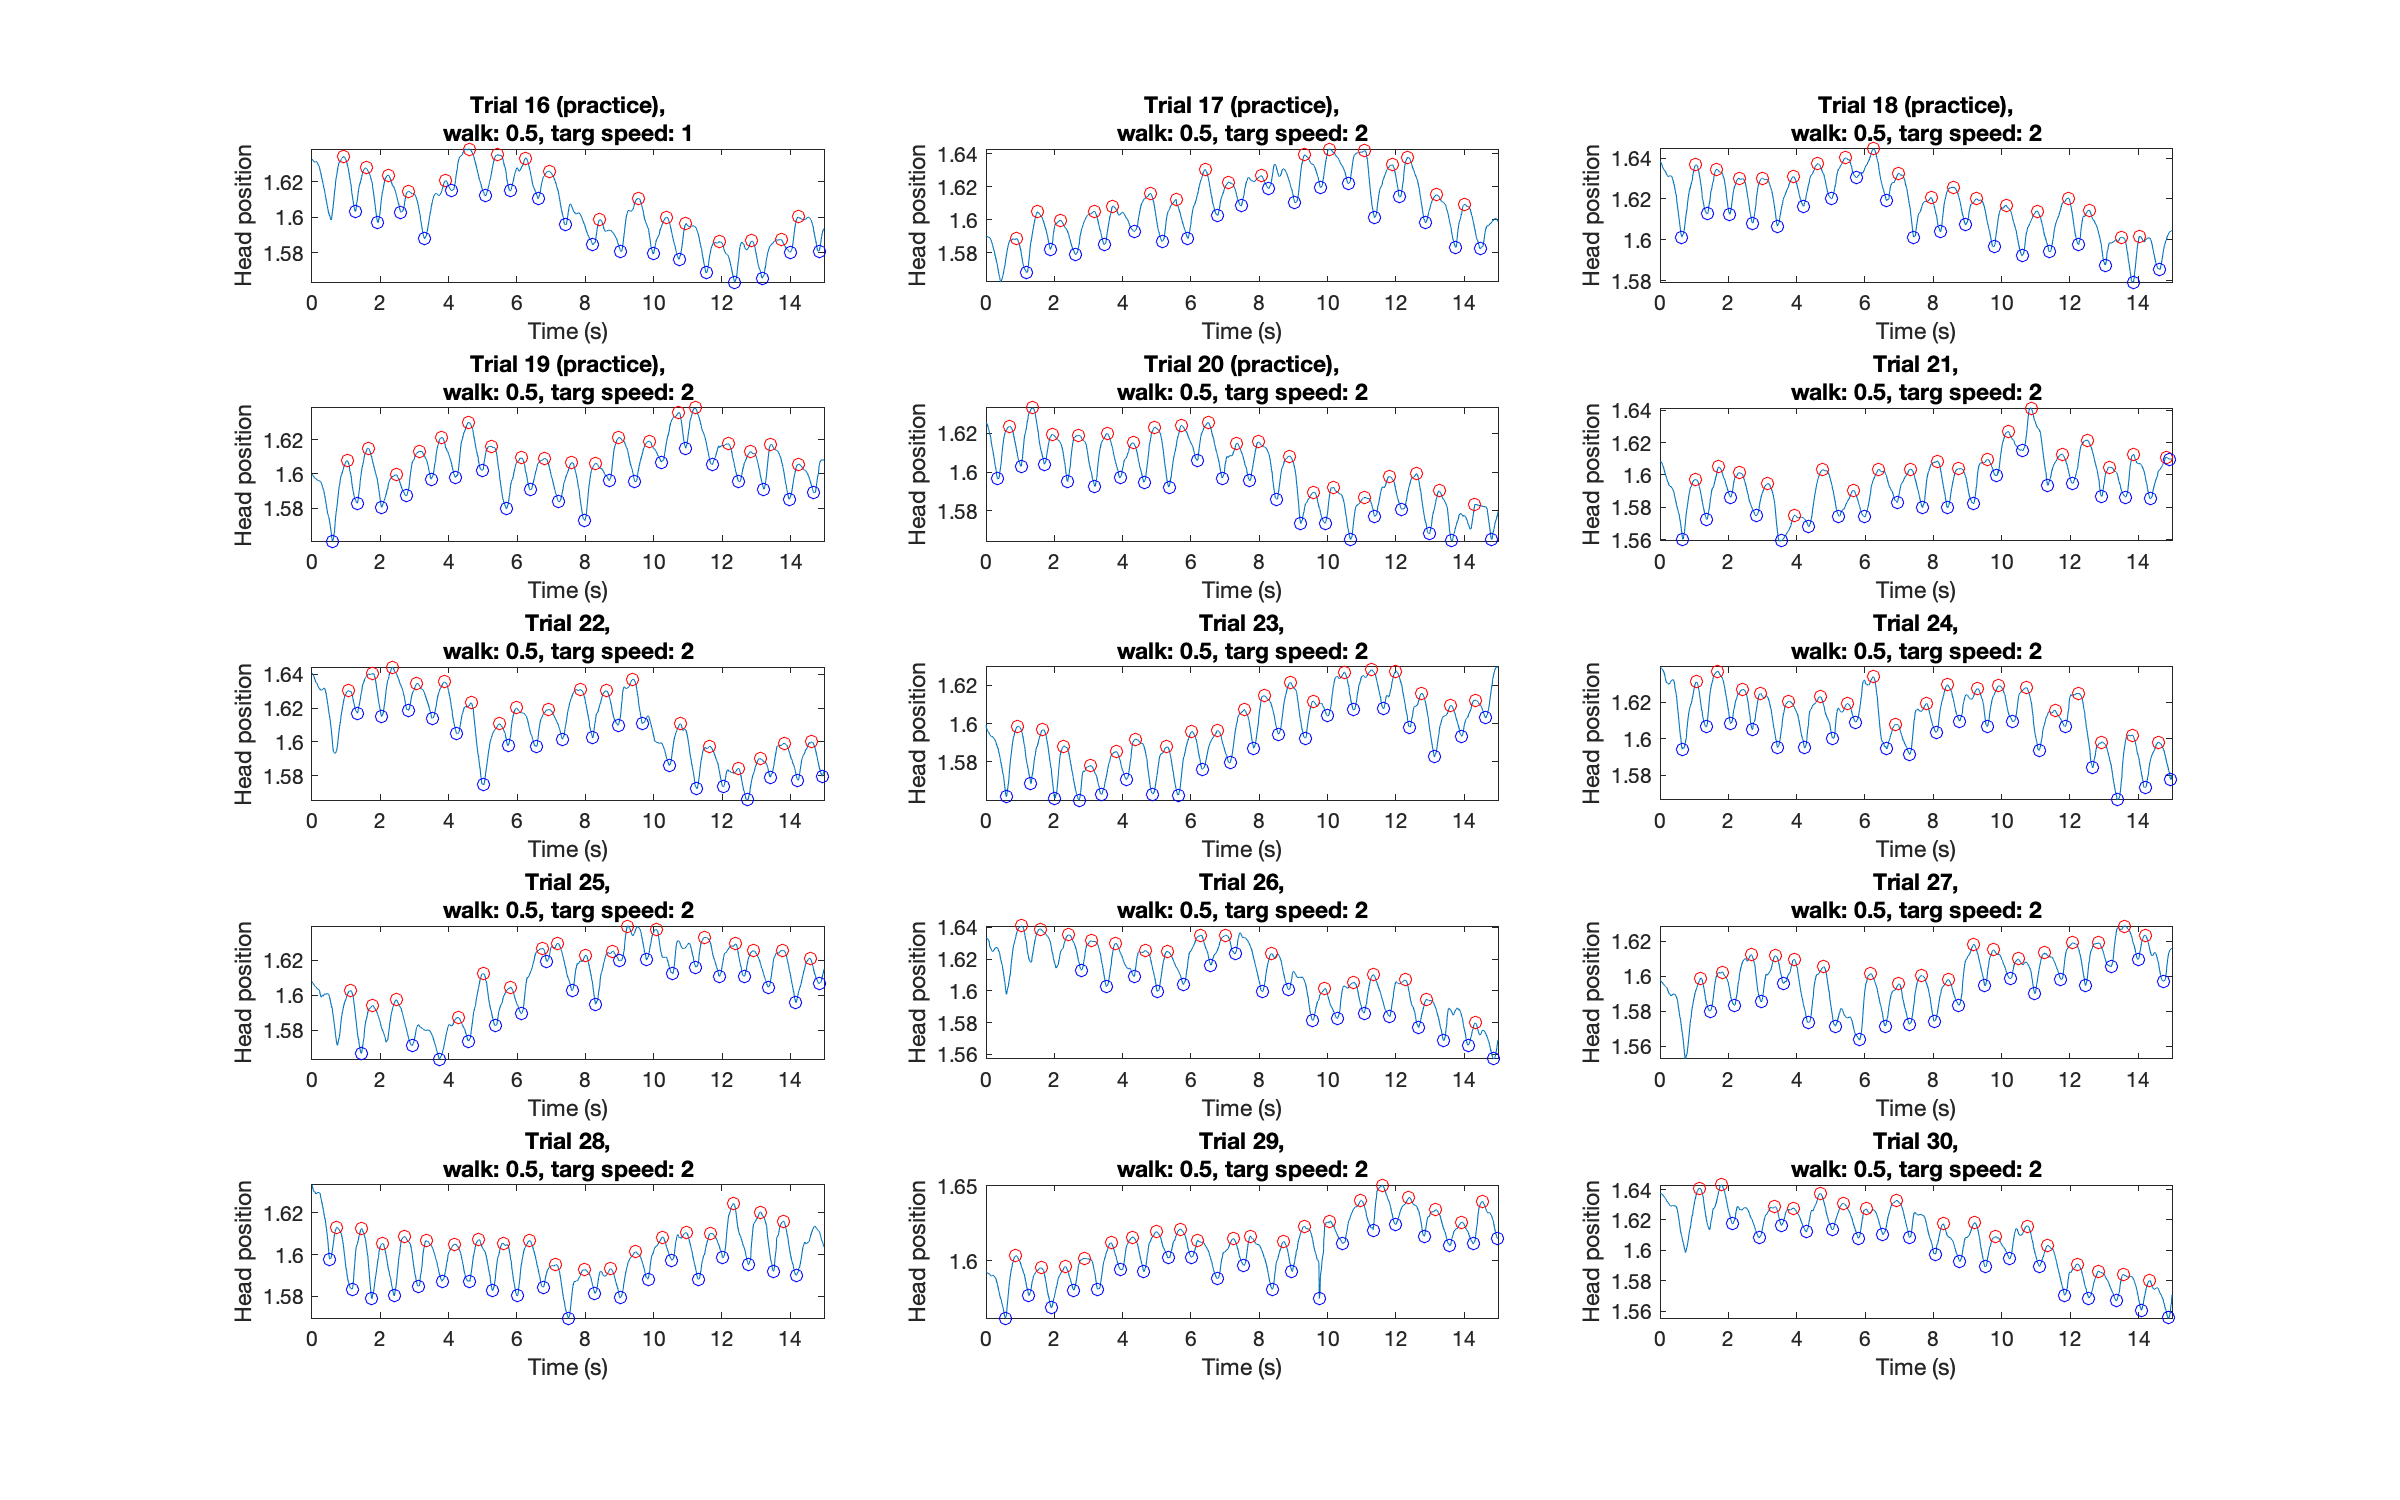 Trial 16 (practice),
walk: 0.5, targ speed: 1
Head position
1.62
1.6
1.58
0 2 4 6 8 10 12 14
Time (s)
Trial 17 (practice),
walk: 0.5, targ speed: 2
Head position
1.64
1.62
1.6
1.58
0 2 4 6 8 10 12 14
Time (s)
Trial 18 (practice),
walk: 0.5, targ speed: 2
Head position
1.64
1.62
1.6
1.58
0 2 4 6 8 10 12 14
Time (s)
Trial 19 (practice),
walk: 0.5, targ speed: 2
Head position
1.62
1.6
1.58
0 2 4 6 8 10 12 14
Time (s)
Trial 20 (practice),
walk: 0.5, targ speed: 2
Head position
1.62
1.6
1.58
0 2 4 6 8 10 12 14
Time (s)
Trial 21,
walk: 0.5, targ speed: 2
Head position
1.64
1.62
1.6
1.58
1.56
0 2 4 6 8 10 12 14
Time (s)
Trial 22,
walk: 0.5, targ speed: 2
Head position
1.64
1.62
1.6
1.58
0 2 4 6 8 10 12 14
Time (s)
Trial 23,
walk: 0.5, targ speed: 2
Head position
1.62
1.6
1.58
0 2 4 6 8 10 12 14
Time (s)
Trial 24,
walk: 0.5, targ speed: 2
Head position
1.62
1.6
1.58
0 2 4 6 8 10 12 14
Time (s)
Trial 25,
walk: 0.5, targ speed: 2
Head position
1.62
1.6
1.58
0 2 4 6 8 10 12 14
Time (s)
Trial 26,
walk: 0.5, targ speed: 2
Head position
1.64
1.62
1.6
1.58
1.56
0 2 4 6 8 10 12 14
Time (s)
Trial 27,
walk: 0.5, targ speed: 2
Head position
1.62
1.6
1.58
1.56
0 2 4 6 8 10 12 14
Time (s)
Trial 28,
walk: 0.5, targ speed: 2
Head position
1.62
1.6
1.58
0 2 4 6 8 10 12 14
Time (s)
Trial 29,
walk: 0.5, targ speed: 2
Head position
1.65
1.6
0 2 4 6 8 10 12 14
Time (s)
Trial 30,
walk: 0.5, targ speed: 2
Head position
1.64
1.62
1.6
1.58
1.56
0 2 4 6 8 10 12 14
Time (s)